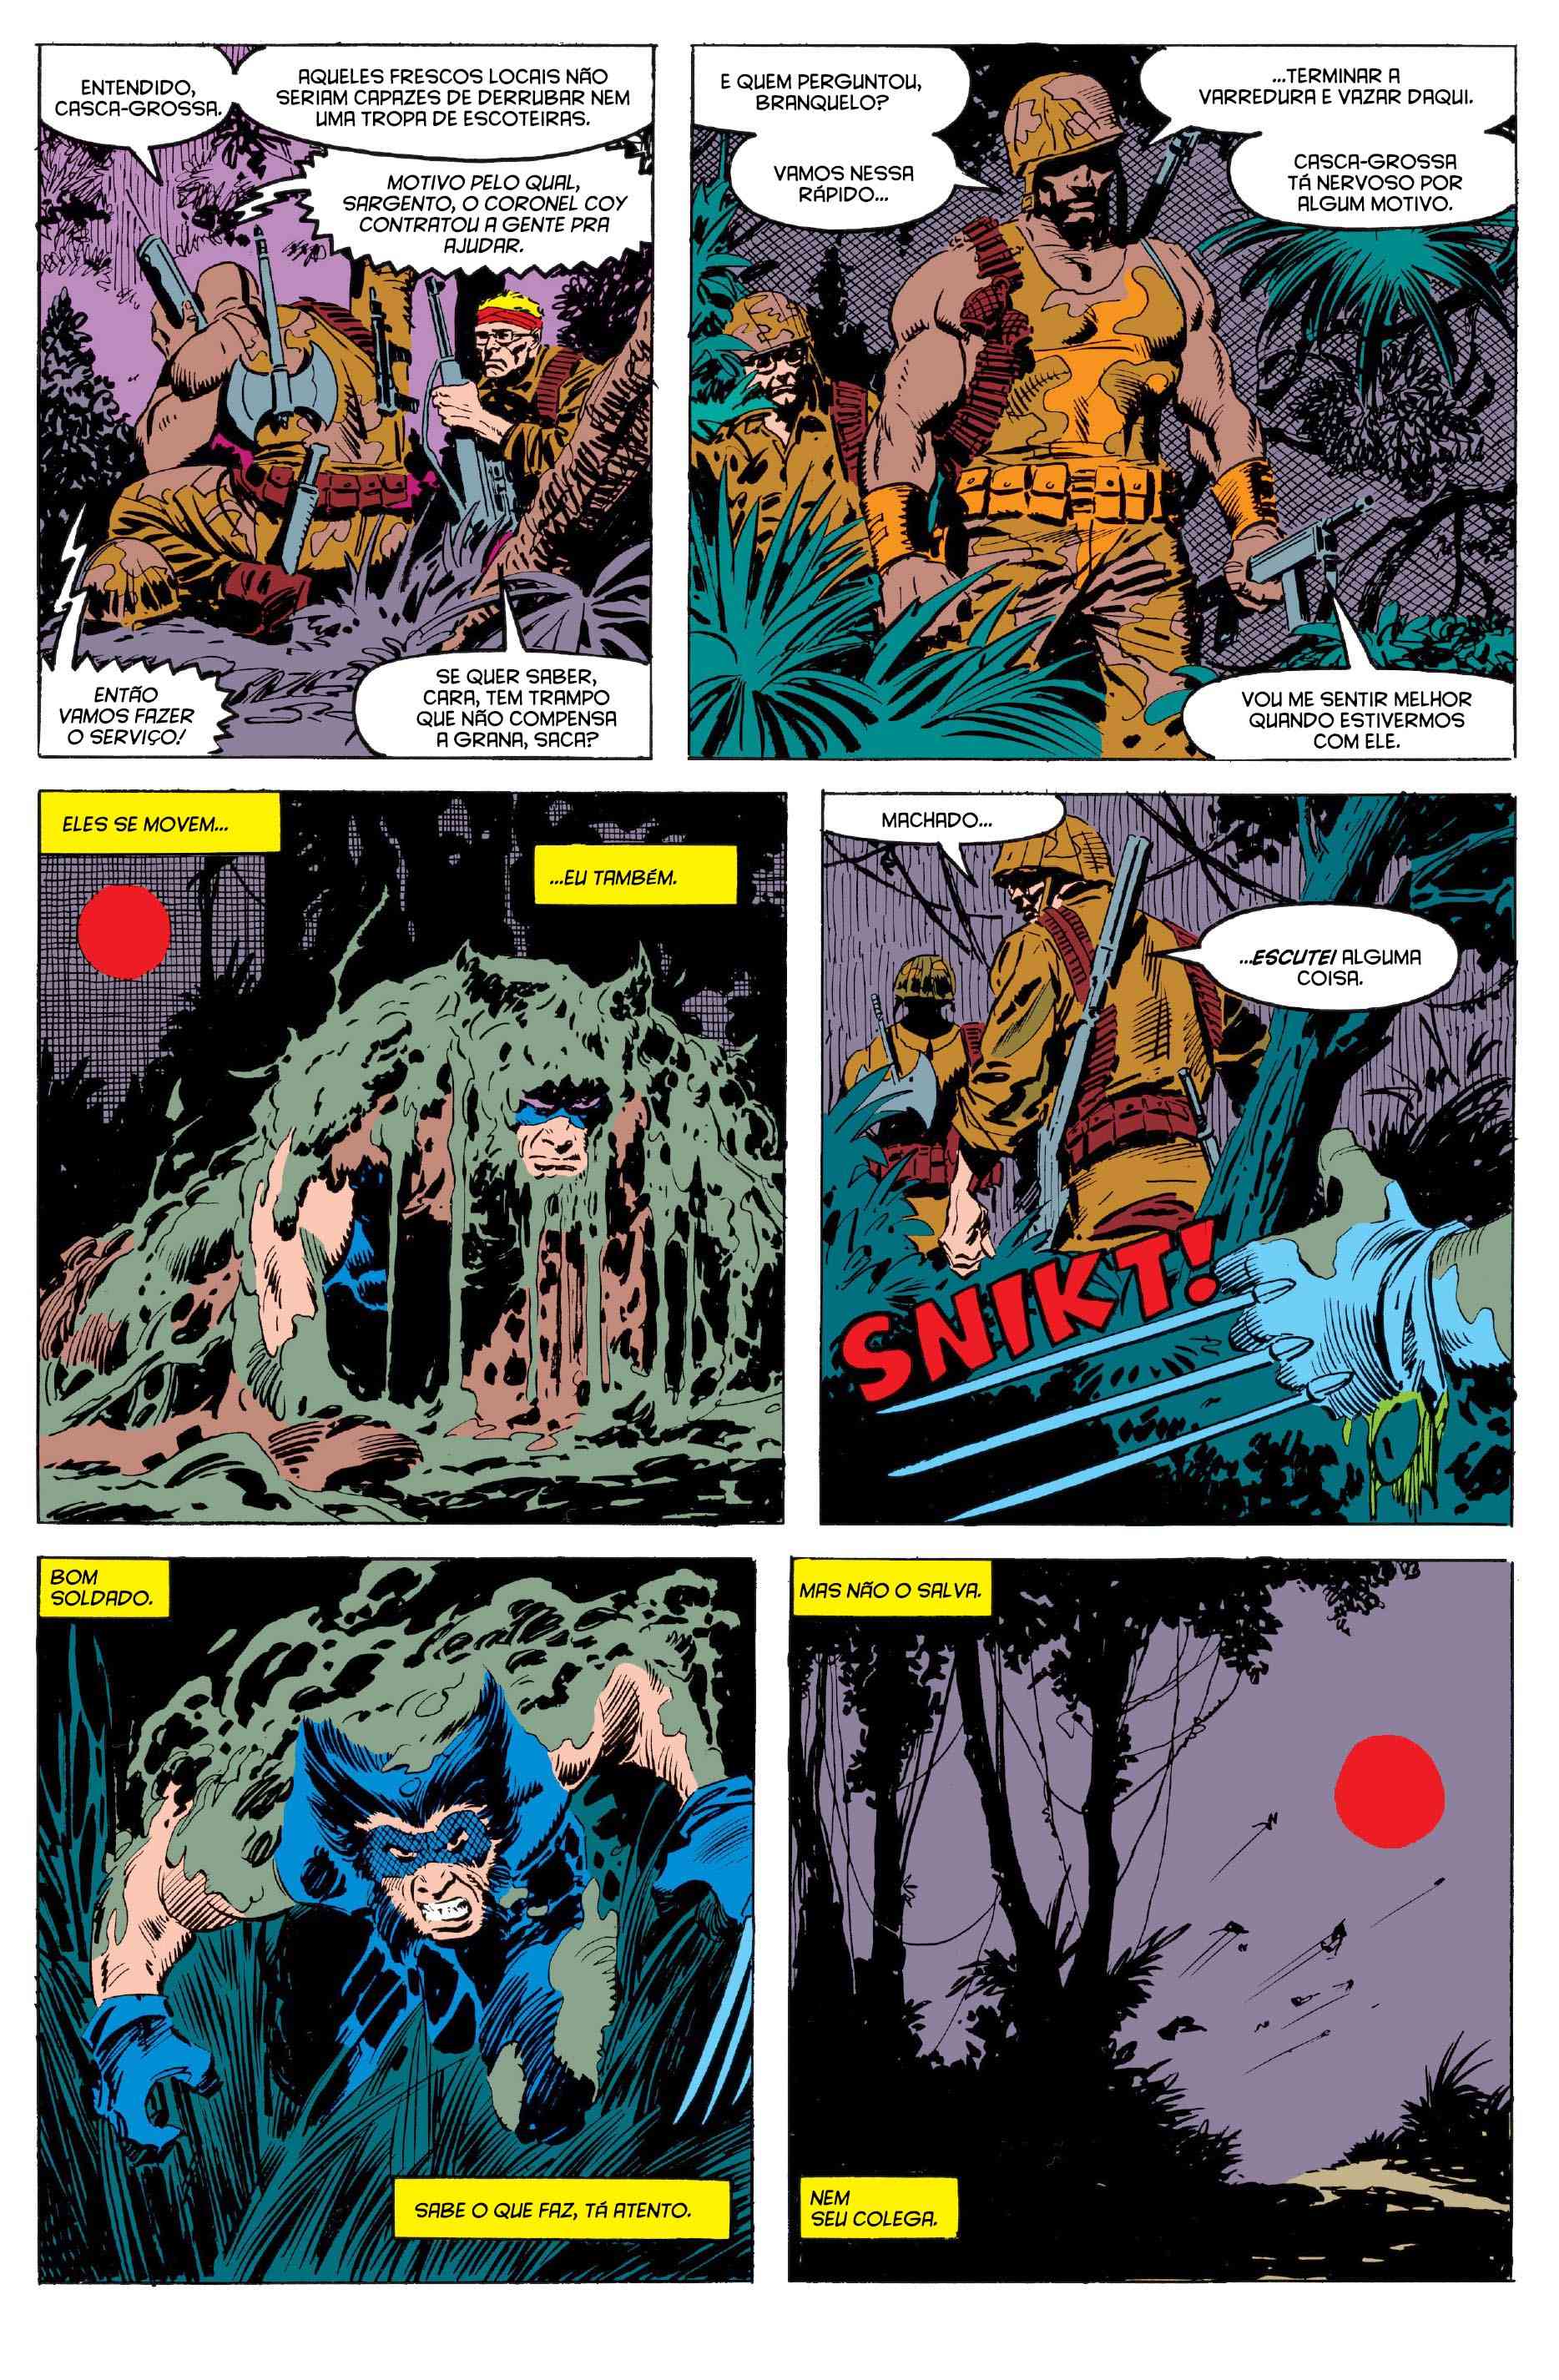 ENTENDIDO,
CASCA-GROSSA.
AQUELES FRESCOS LOCAIS NÃO
SERIAM CAPAZES DE DERRUBAR NEM
UMA TROPA DE ESCOTEIRAS.
MOTIVO PELO QUAL,
SARGENTO, O CORONEL COY
CONTRATOU A GENTE PRA
AJUDAR.
ENTÃO
VAMOS FAZER
O SERVIÇO!
SE QUER SABER,
CARA, TEM TRAMPO
QUE NÃO COMPENSA
A GRANA, SACA?
E QUEM PERGUNTOU,
BRANQUELO?
VAMOS NESSA
RÁPIDO...
...TERMINAR A
VARREDURA E VAZAR DAQUI.
CASCA-GROSSA
TÁ NERVOSO POR
ALGUM MOTIVO.
VOU ME SENTIR MELHOR
QUANDO ESTIVERMOS
COM ELE.
ELES SE MOVEM...
...EU TAMBÉM.
MACHADO...
...ESCUTEI ALGUMA
COISA.
SNIKT!
BOM
SOLDADO.
SABE O QUE FAZ, TÁ ATENTO.
MAS NÃO O SALVA.
NEM
SEU COLEGA.